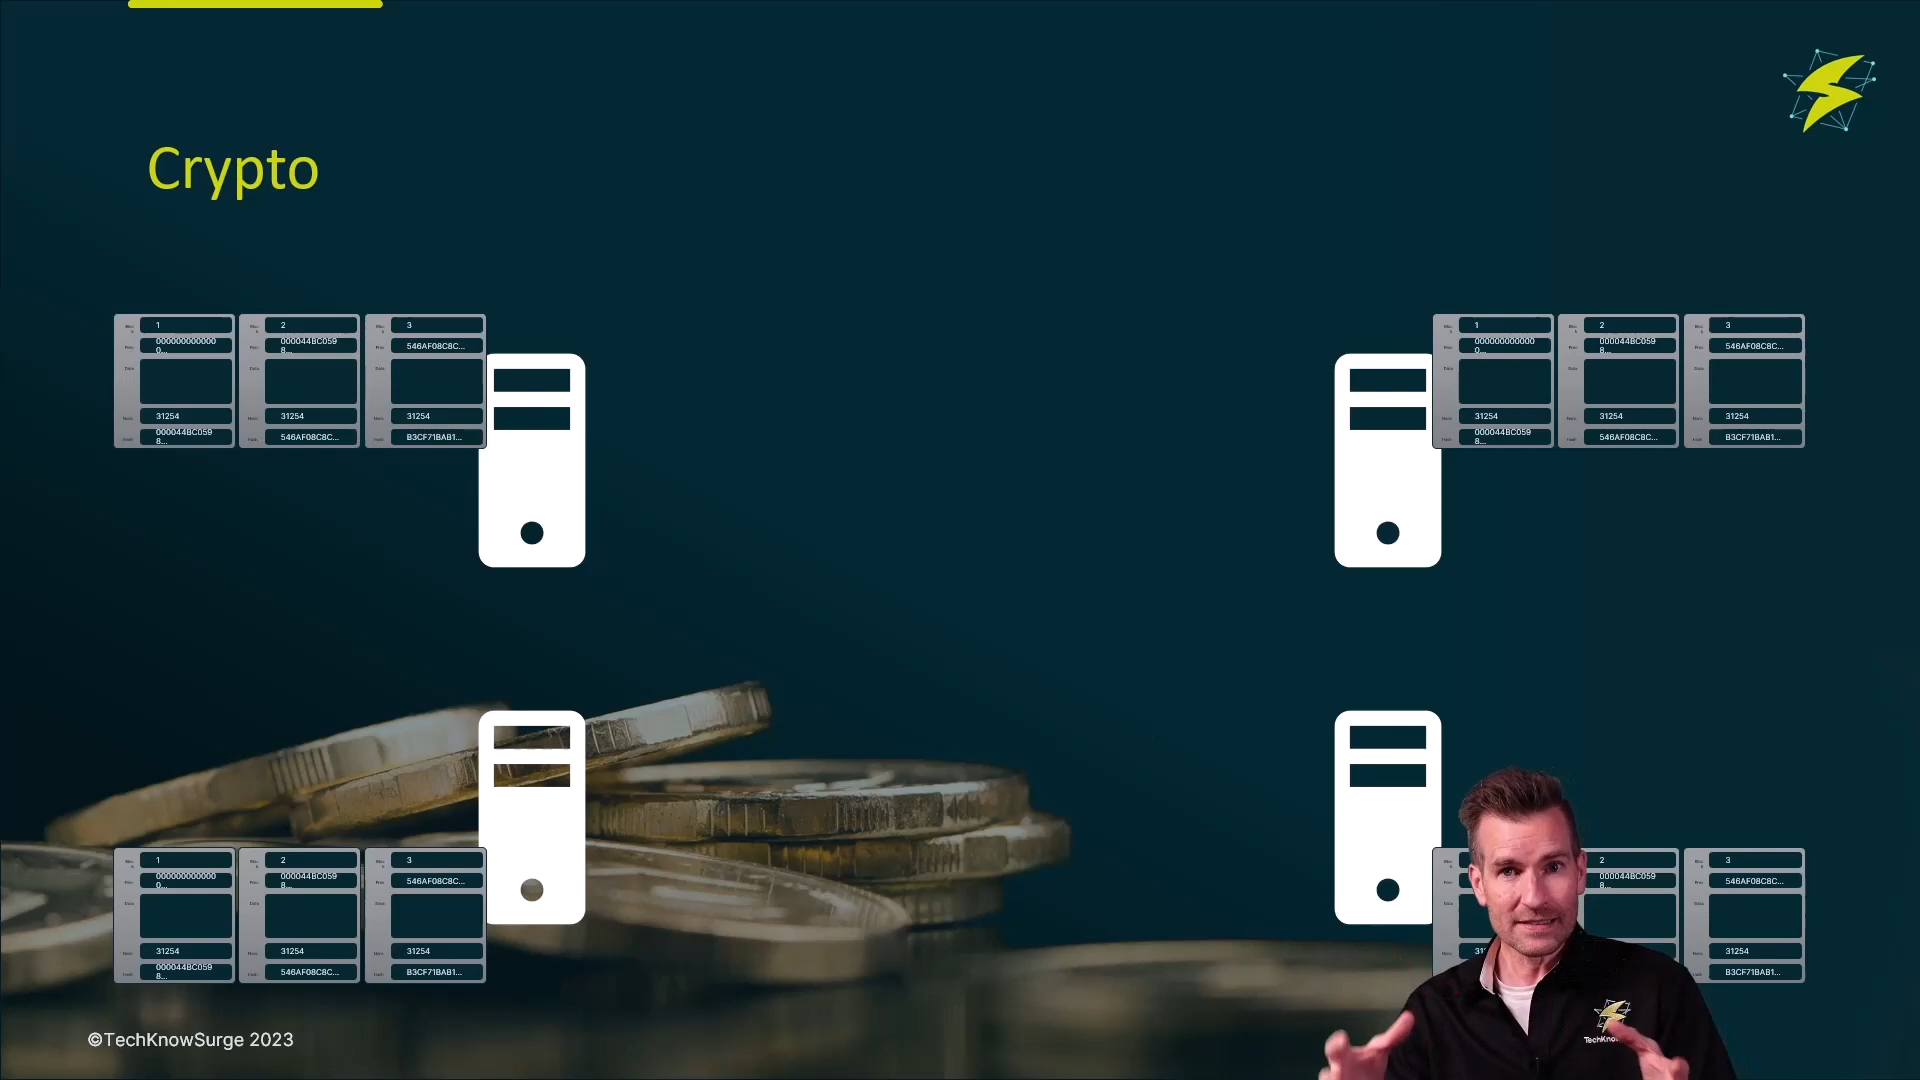 Crypto
1
000000000000
0...
31254
000044BC059
8...
2
000044BC059
8...
31254
546AF08C8C...
3
546AF08C8C...
31254
B3CF71BAB1...
1
000000000000
0...
31254
000044BC059
8...
2
000044BC059
8...
31254
546AF08C8C...
3
546AF08C8C...
31254
B3CF71BAB1...
1
000000000000
0...
31254
000044BC059
8...
2
000044BC059
8...
31254
546AF08C8C...
3
546AF08C8C...
31254
B3CF71BAB1...
2
000044BC059
8...
3
546AF08C8C...
31254
B3CF71BAB1...
©TechKnowSurge 2023